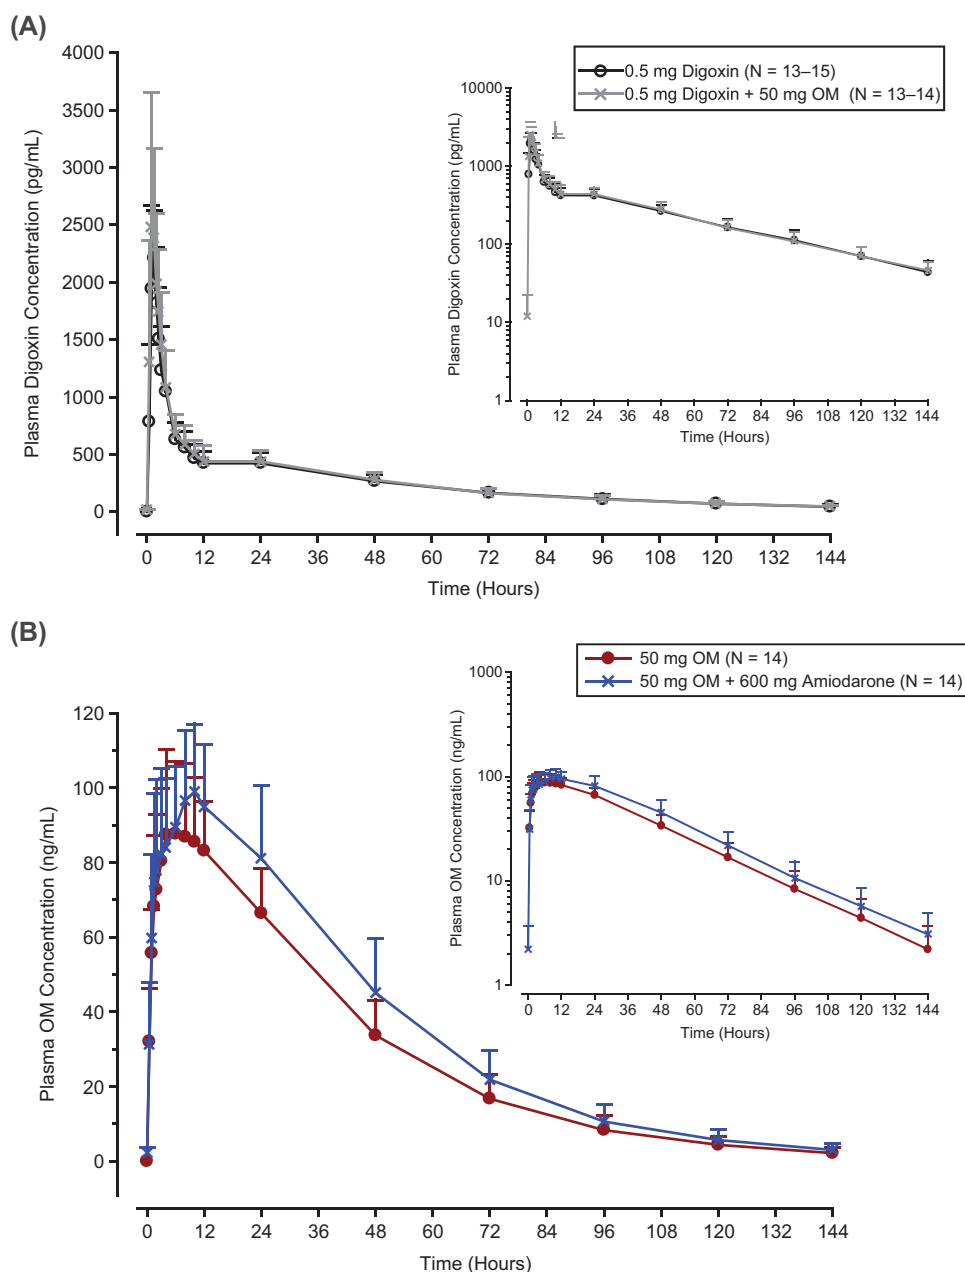 (A)
4000
3500
3000
2500
2000
1500
1000
500
0
Plasma Digoxin Concentration (pg/mL)
0 12 24 36 48 60 72 84 96 108 120 132 144
Time (Hours)
0.5 mg Digoxin (N = 13–15)
0.5 mg Digoxin + 50 mg OM (N = 13–14)
10000
1000
100
10
1
Plasma Digoxin Concentration (pg/mL)
0 12 24 36 48 60 72 84 96 108 120 132 144
Time (Hours)
(B)
120
100
80
60
40
20
0
Plasma OM Concentration (ng/mL)
0 12 24 36 48 60 72 84 96 108 120 132 144
Time (Hours)
50 mg OM (N = 14)
50 mg OM + 600 mg Amiodarone (N = 14)
1000
100
10
1
Plasma OM Concentration (ng/mL)
0 12 24 36 48 60 72 84 96 108 120 132 144
Time (Hours)